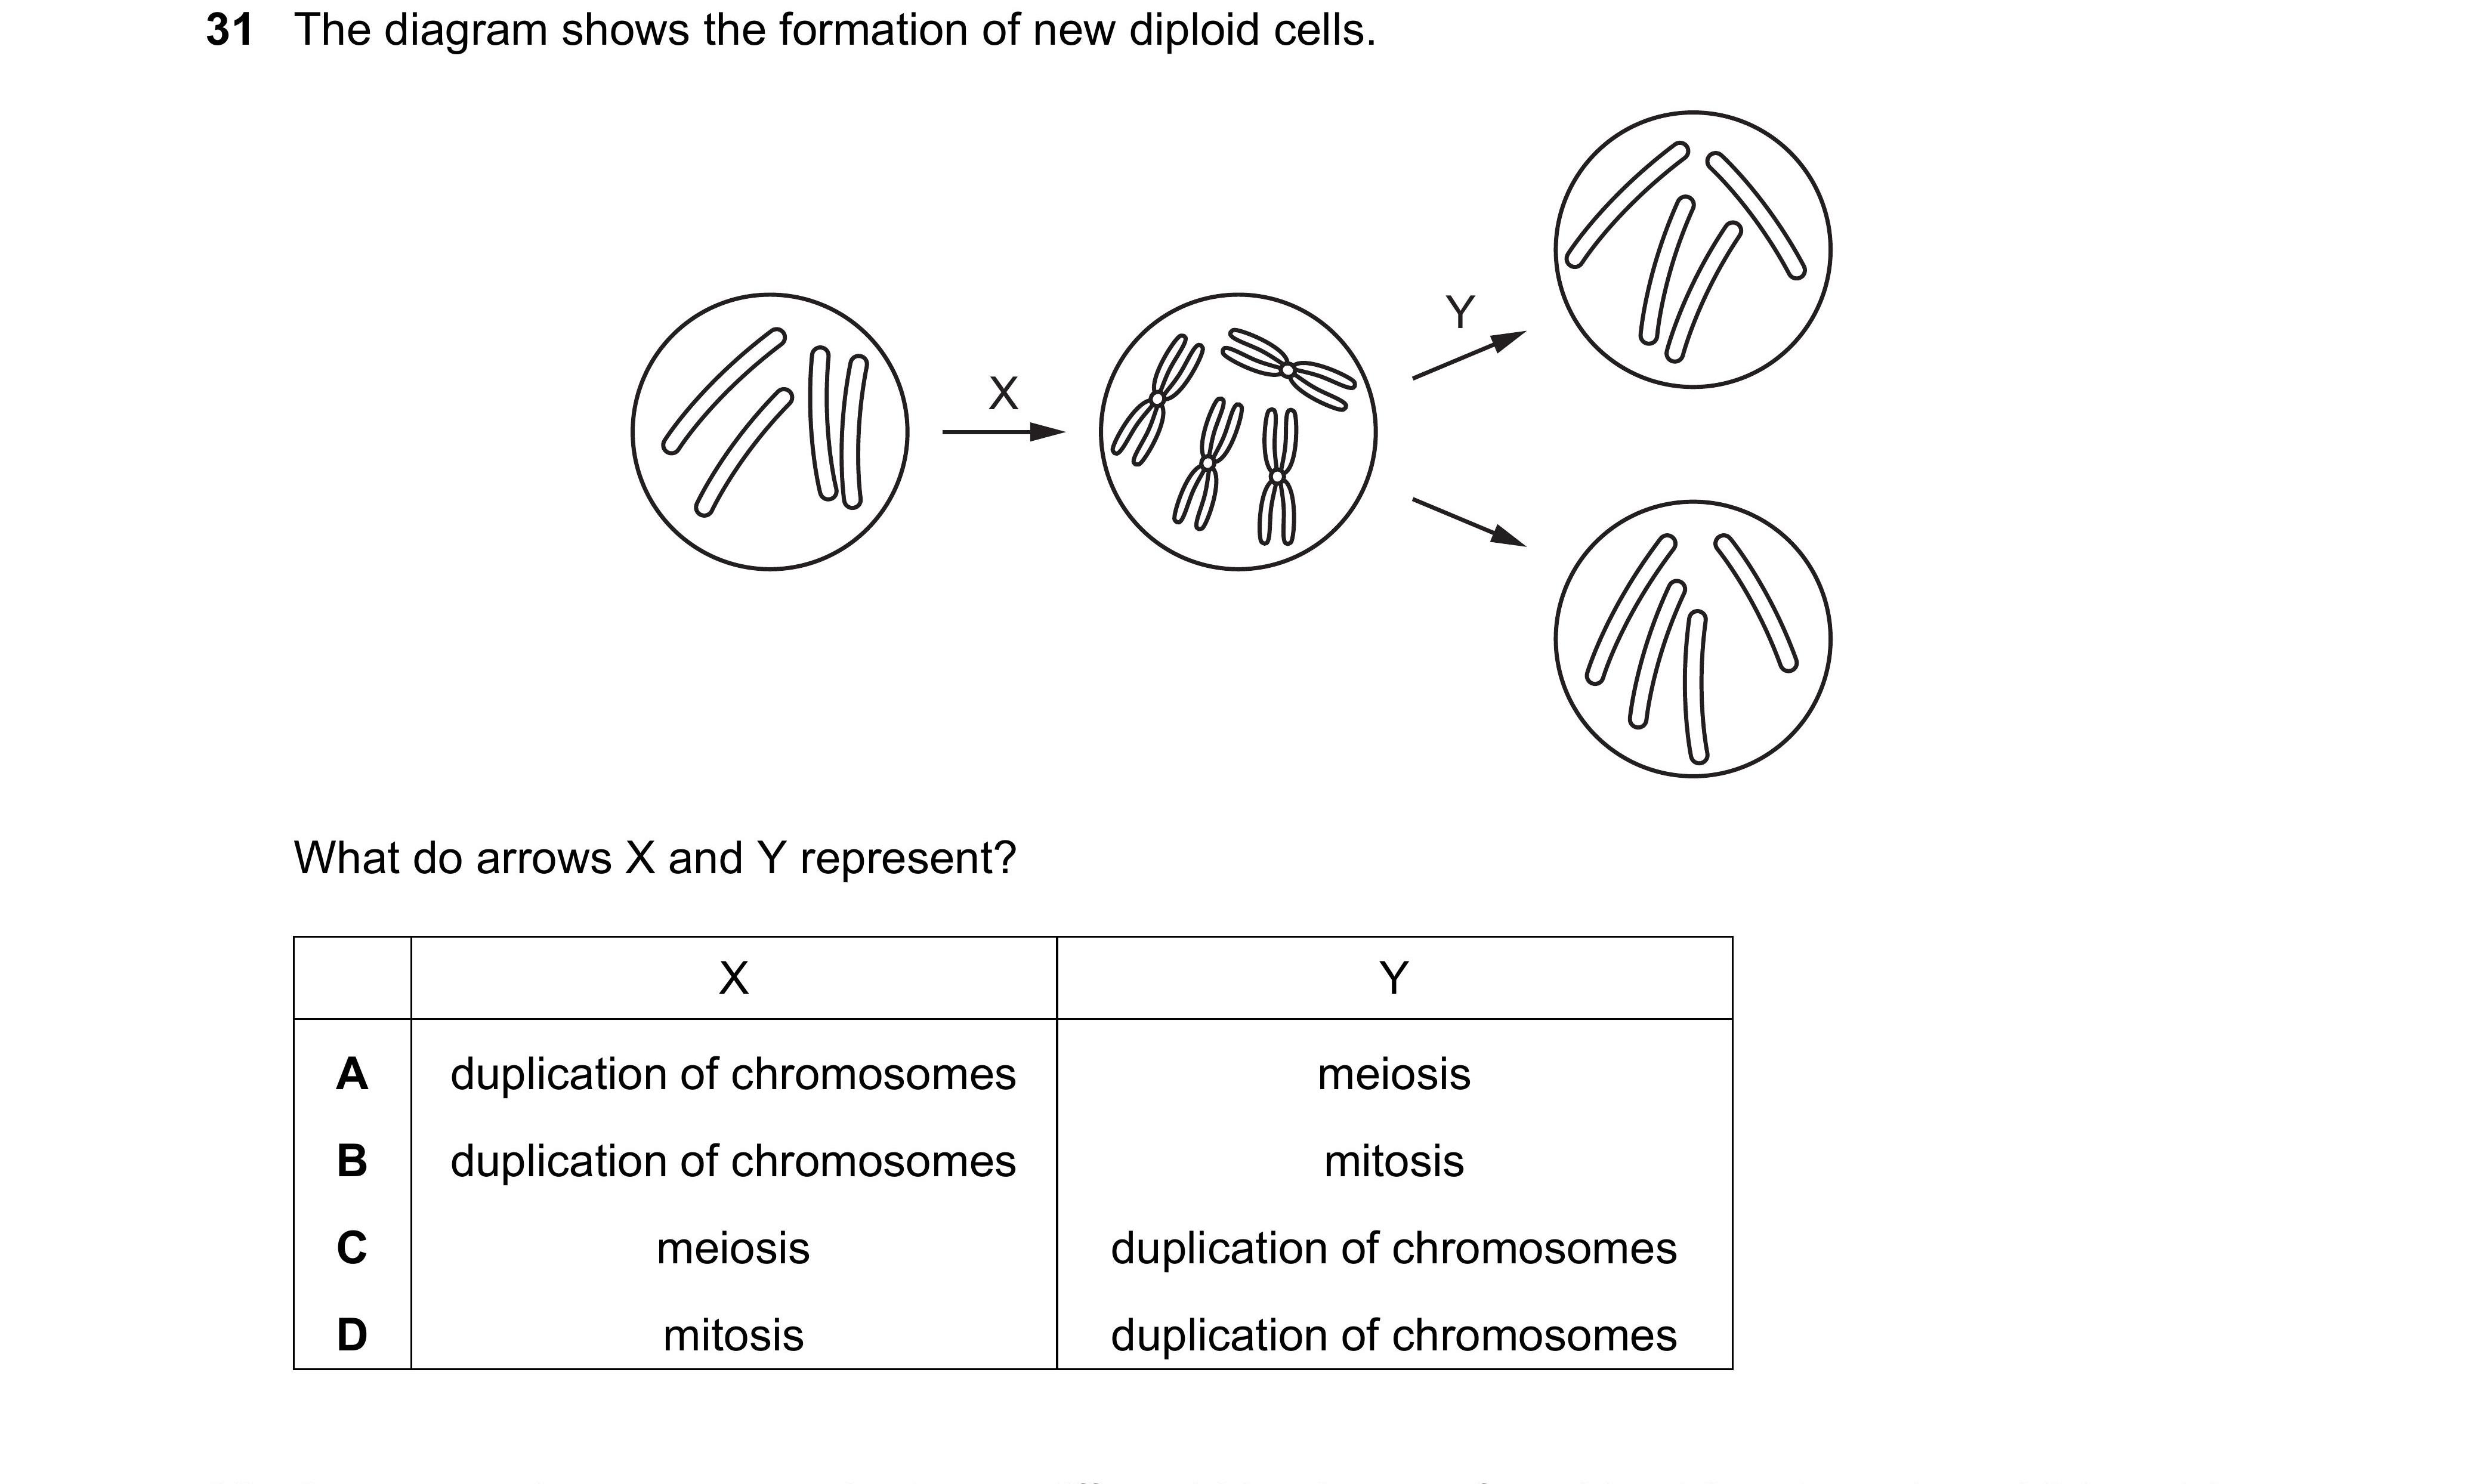 31 The diagram shows the formation of new diploid cells.
X
Y
What do arrows X and Y represent?
X Y
A duplication of chromosomes meiosis
B duplication of chromosomes mitosis
C meiosis duplication of chromosomes
D mitosis duplication of chromosomes